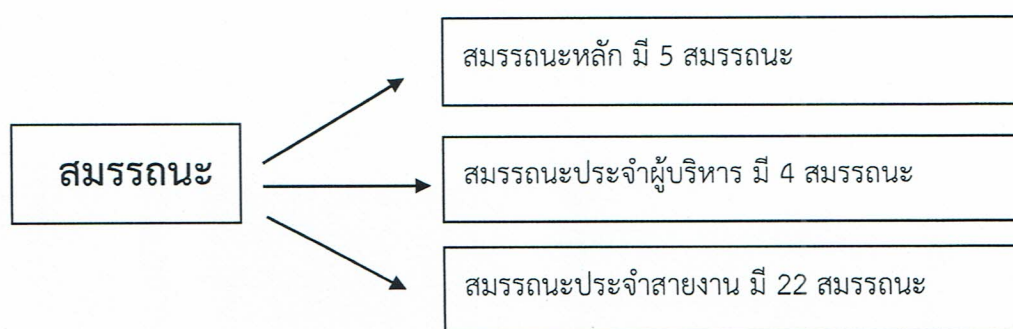 สมรรถนะ
สมรรถนะหลัก มี 5 สมรรถนะ
สมรรถนะประจำผู้บริหาร มี 4 สมรรถนะ
สมรรถนะประจำสายงาน มี 22 สมรรถนะ